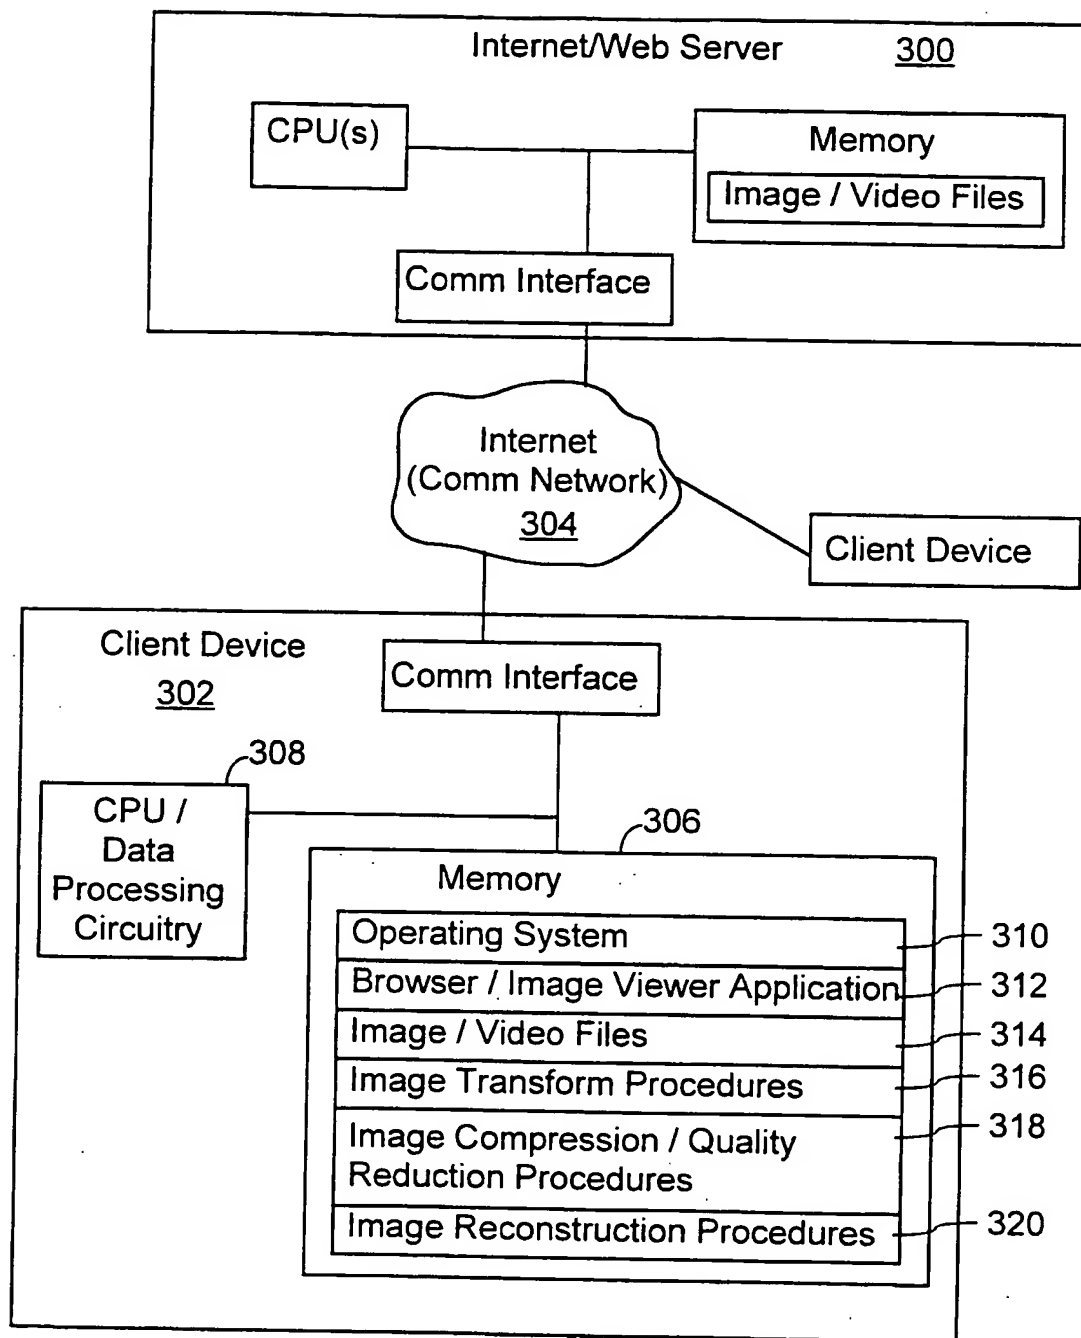 Internet/Web Server 300
CPU(s)
Memory
Image / Video Files
Comm Interface
Internet
(Comm Network)
304
Client Device
Client Device
302
Comm Interface
308
CPU /
Data
Processing
Circuitry
306
Memory
Operating System 310
Browser / Image Viewer Application 312
Image / Video Files 314
Image Transform Procedures 316
Image Compression / Quality 318
Reduction Procedures
Image Reconstruction Procedures 320